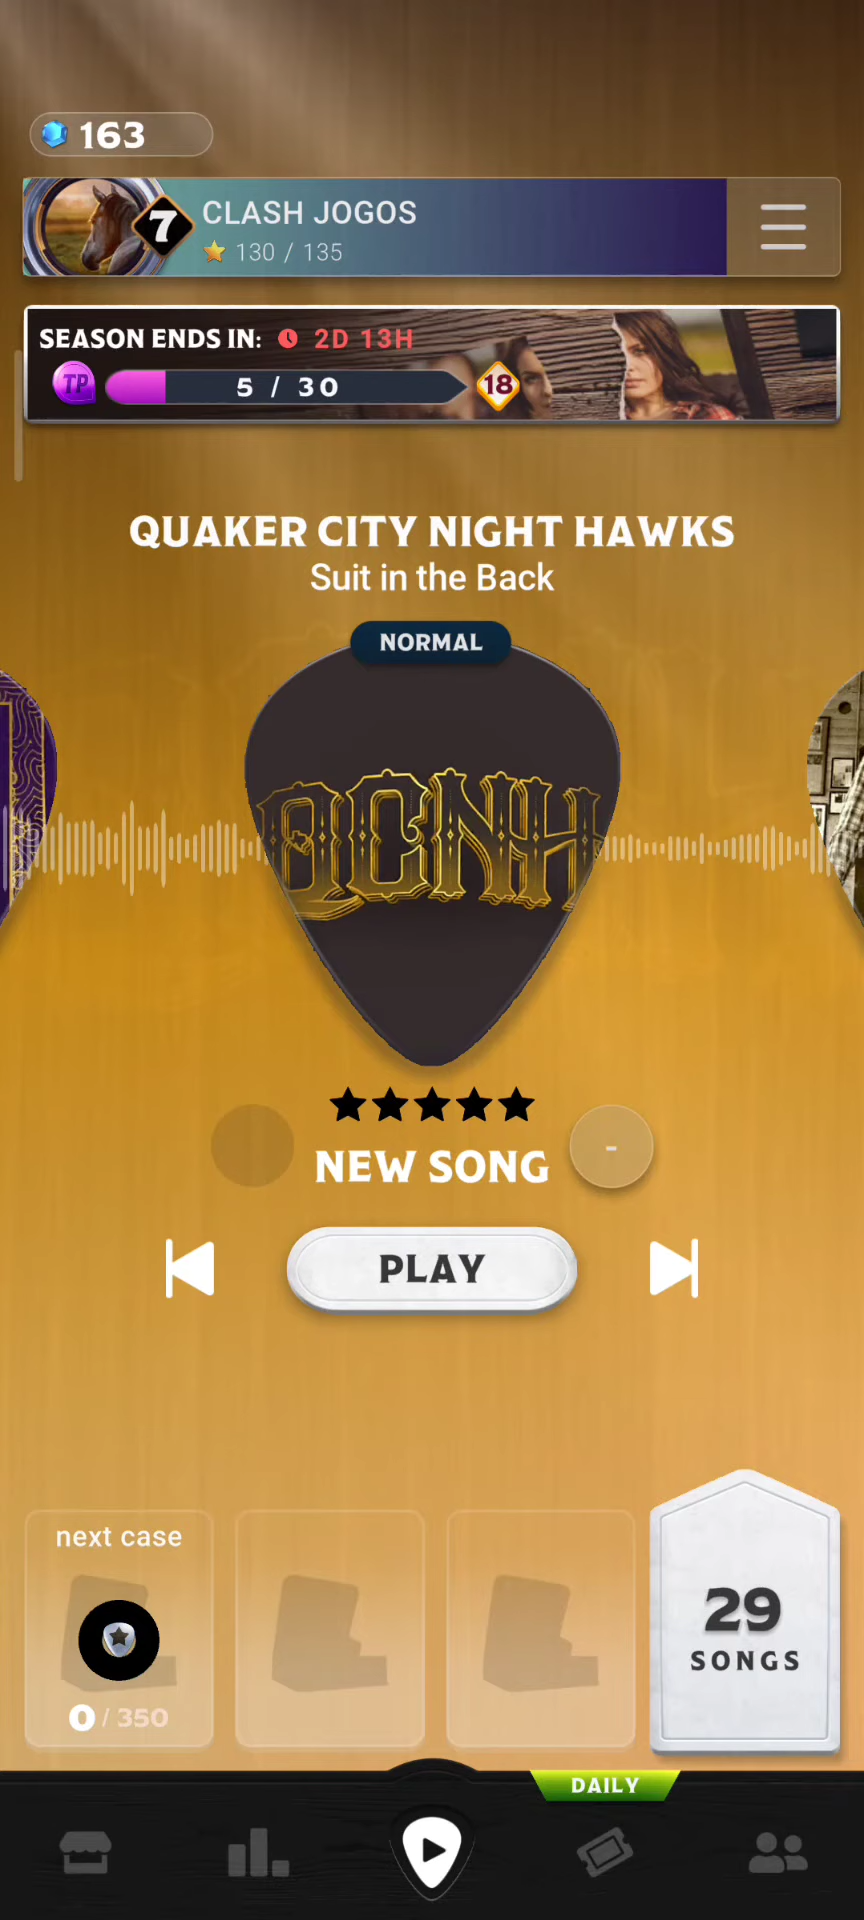 163
7
CLASH JOGOS
130 / 135
SEASON ENDS IN: 2D 13H
TP
5 / 30
18
QUAKER CITY NIGHT HAWKS
Suit in the Back
NORMAL
QCNH
NEW SONG
-
PLAY
next case
0 / 350
29
SONGS
DAILY